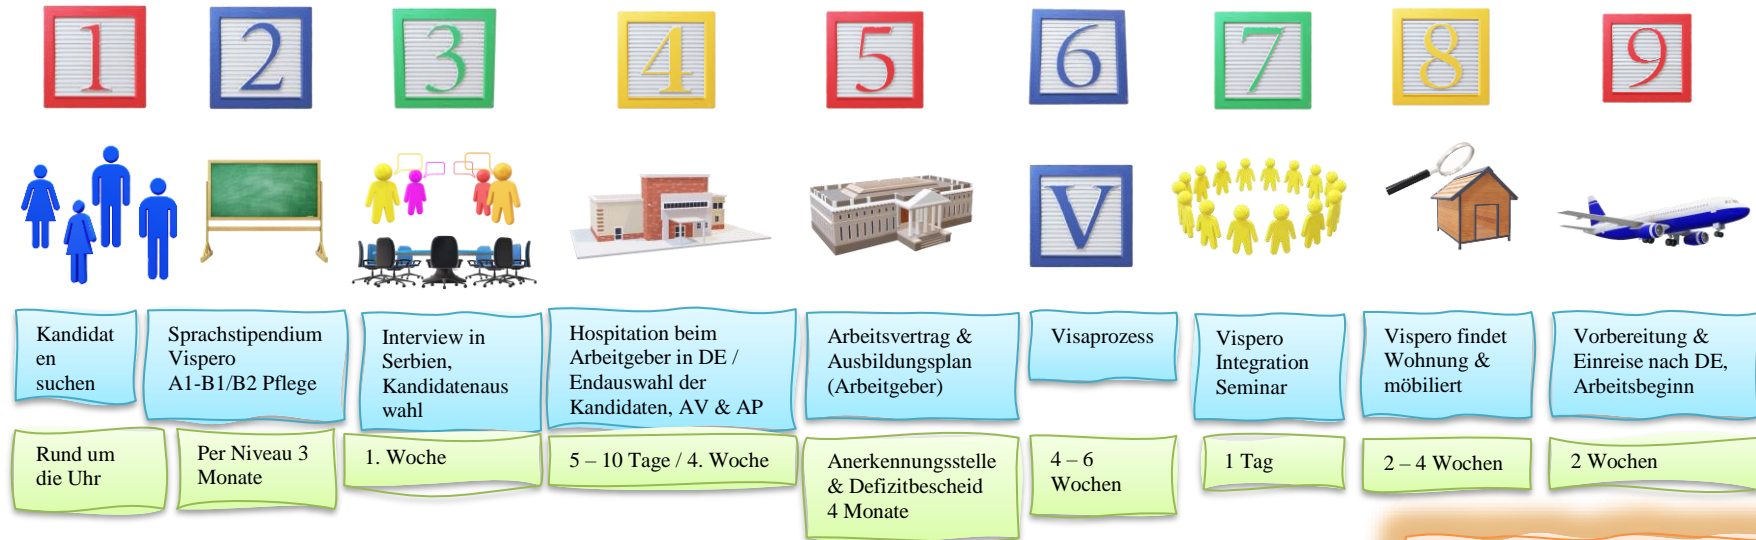 1
2
3
4
5
6
7
8
9
V
Kandidat
en
suchen
Sprachstipendium
Vispero
A1-B1/B2 Pflege
Interview in
Serbien,
Kandidatenaus
wahl
Hospitation beim
Arbeitgeber in DE /
Endauswahl der
Kandidaten, AV & AP
Arbeitsvertrag &
Ausbildungsplan
(Arbeitgeber)
Visaprozess
Vispero
Integration
Seminar
Vispero findet
Wohnung &
möbiliert
Vorbereitung &
Einreise nach DE,
Arbeitsbeginn
Rund um
die Uhr
Per Niveau 3
Monate
1. Woche
5 – 10 Tage / 4. Woche
Anerkennungsstelle
& Defizitbescheid
4 Monate
4 – 6
Wochen
1 Tag
2 – 4 Wochen
2 Wochen